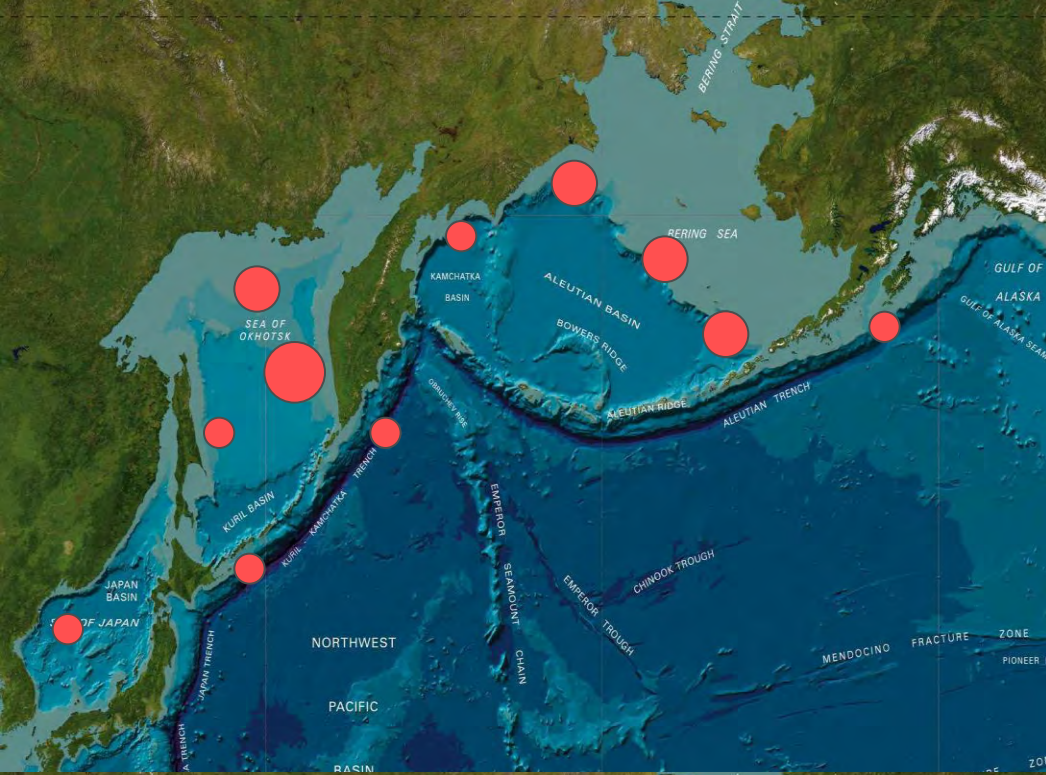 BERING STRAIT
BERING SEA
GULF OF
ALASKA
KAMCHATKA
BASIN
ALEUTIAN BASIN
GULF OF ALASKA
SEA OF
OKHOTSK
BOWERS RIDGE
OBRUCHEV RISE
ALEUTIAN RIDGE
ALEUTIAN TRENCH
KURIL BASIN
KURIL - KAMCHATKA TRENCH
EMPEROR SEAMOUNT CHAIN
CHINOOK TROUGH
EMPEROR TROUGH
JAPAN
BASIN
OF JAPAN
JAPAN TRENCH
NORTHWEST
PACIFIC
BASIN
MENDOCINO FRACTURE ZONE
PIONEER
TRENCH